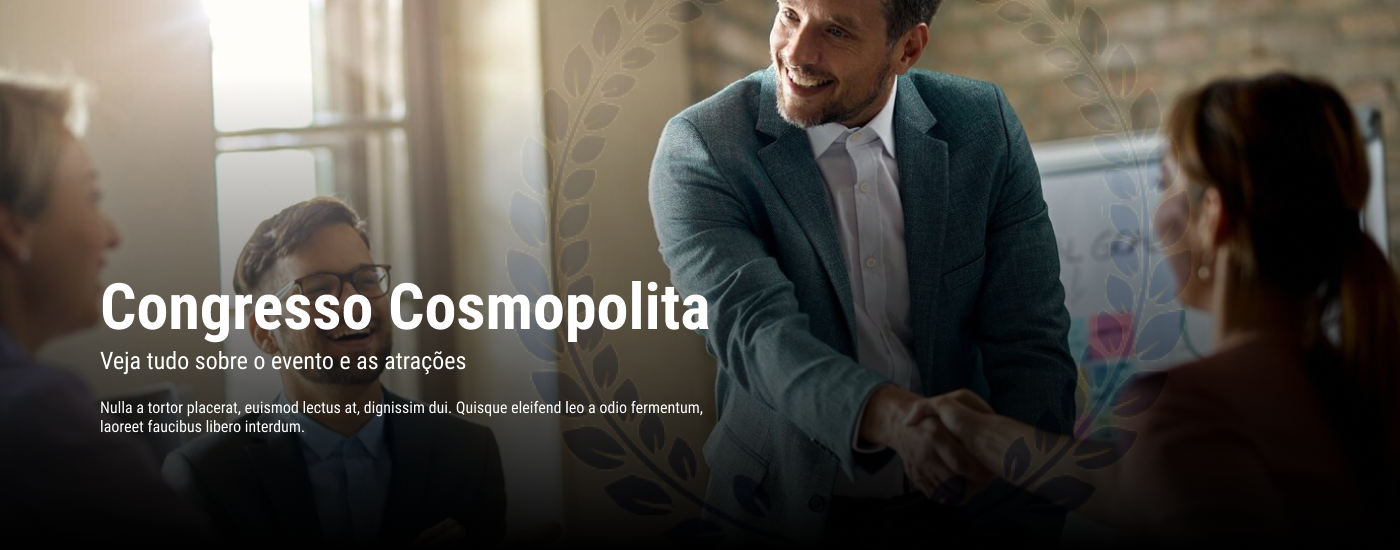 Congresso Cosmopolita
Veja tudo sobre o evento e as atrações
Nulla a tortor placerat, euismod lectus at, dignissim dui. Quisque eleifend leo a odio fermentum,
laoreet faucibus libero interdum.